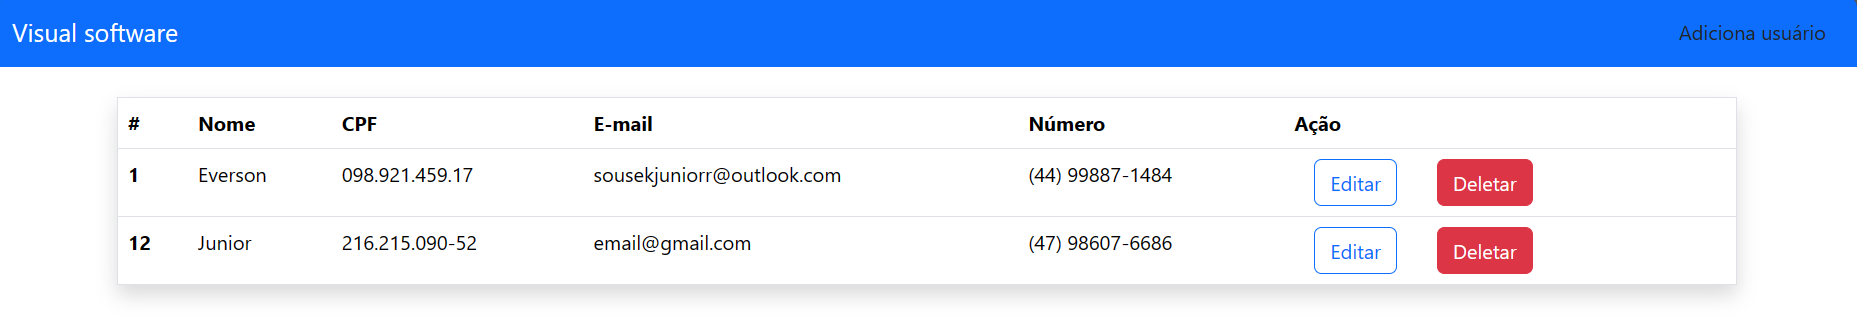 Visual software Adiciona usuário
# Nome CPF E-mail Número Ação
1 Everson 098.921.459.17 sousekjuniorr@outlook.com (44) 99887-1484 Editar Deletar
12 Junior 216.215.090-52 email@gmail.com (47) 98607-6686 Editar Deletar